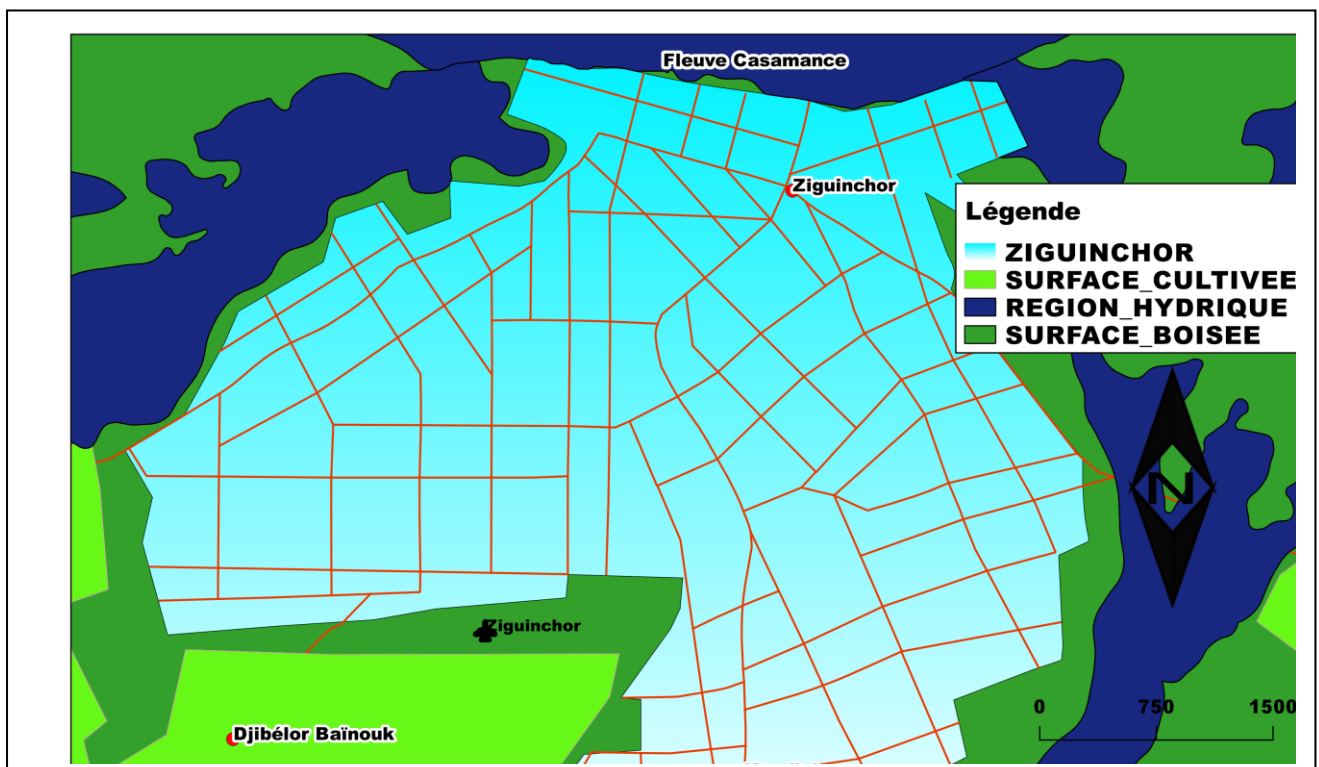 Fleuve Casamance
Ziguinchor
Légende
ZIGUINCHOR
SURFACE_CULTIVEE
REGION_HYDRIQUE
SURFACE_BOISEE
N
Ziguinchor
Djibélor Baïnouk
0 750 1500